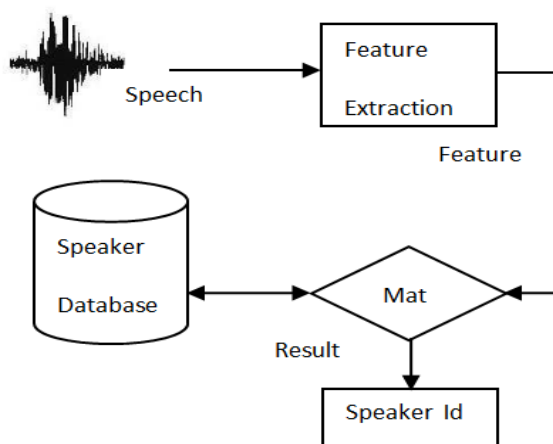 Feature
Extraction
Speech
Feature
Speaker
Database
Mat
Result
Speaker Id